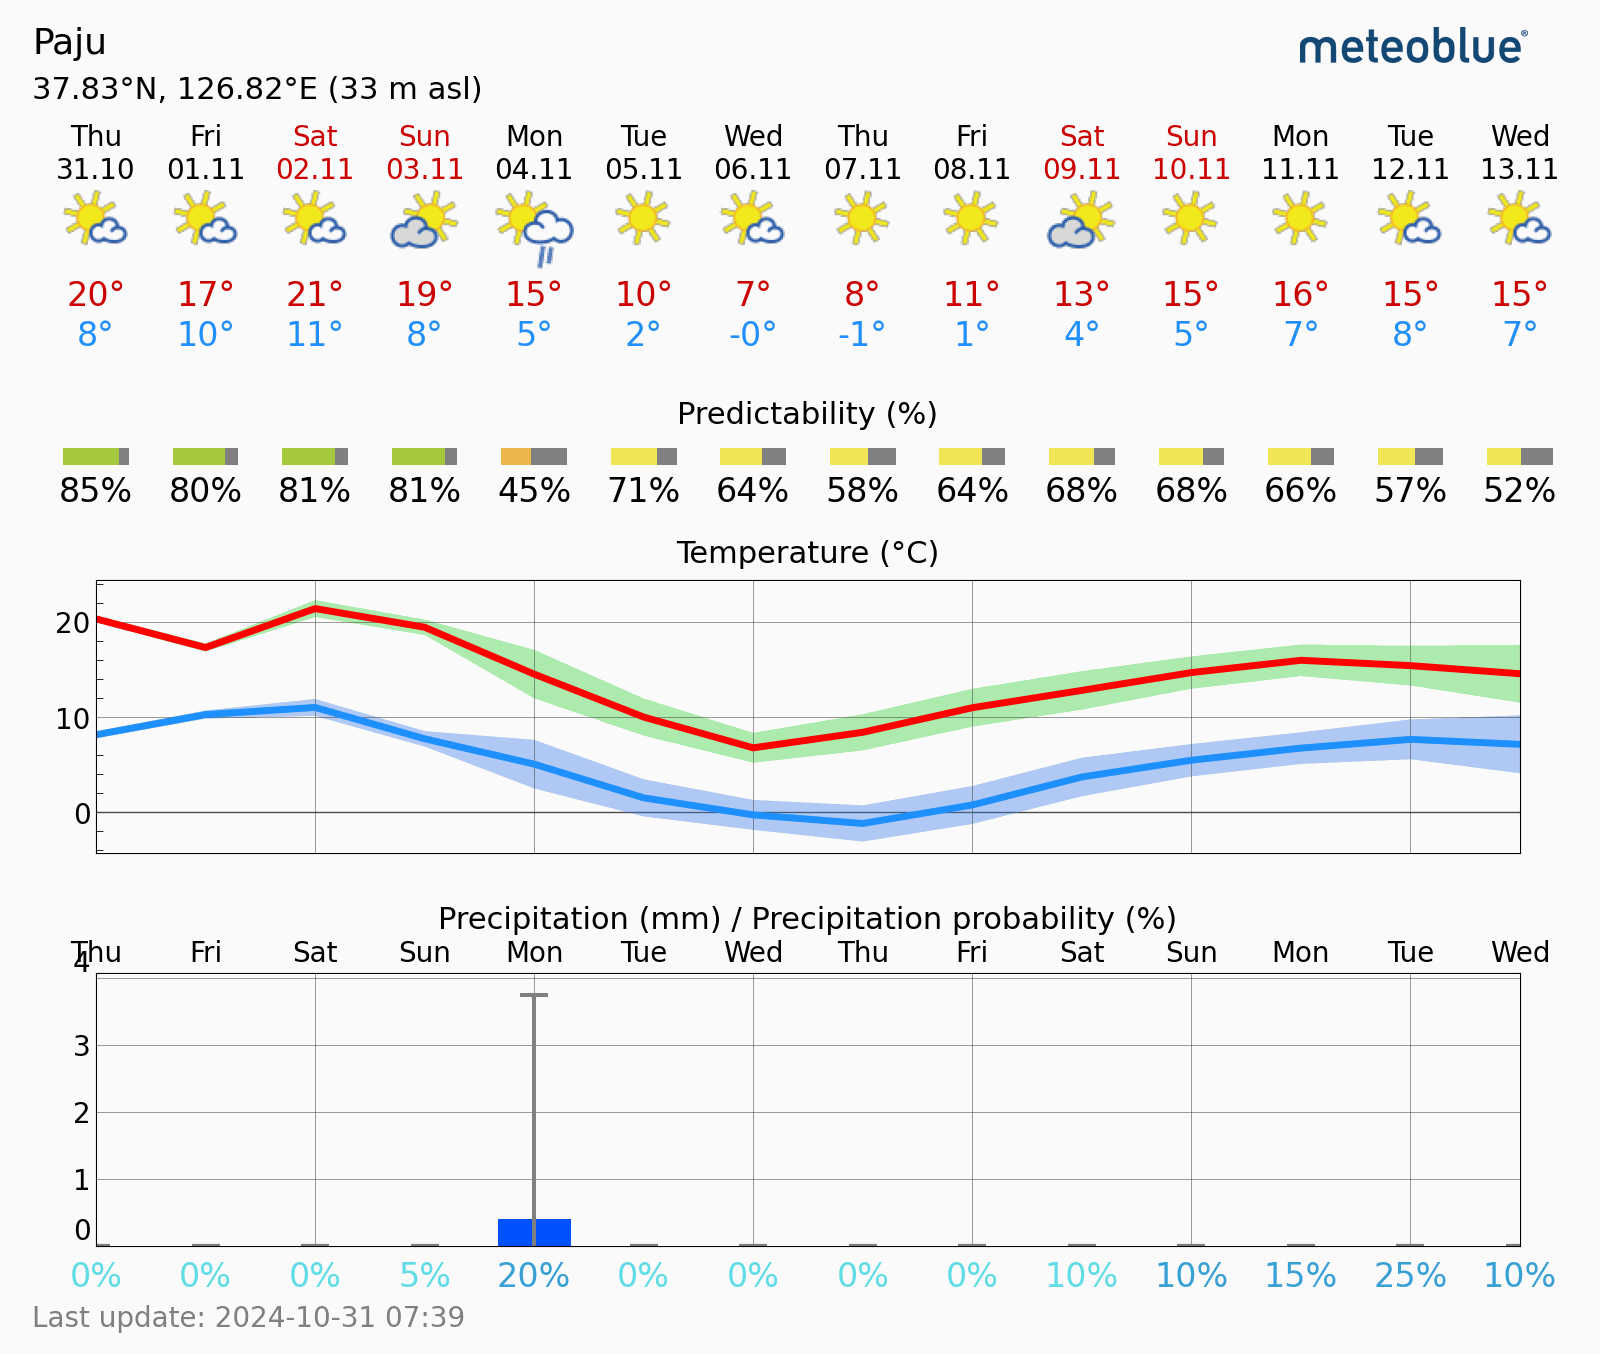 Paju
meteoblue®
37.83°N, 126.82°E (33 m asl)
Thu Fri Sat Sun Mon Tue Wed Thu Fri Sat Sun Mon Tue Wed
31.10 01.11 02.11 03.11 04.11 05.11 06.11 07.11 08.11 09.11 10.11 11.11 12.11 13.11
20° 17° 21° 19° 15° 10° 7° 8° 11° 13° 15° 16° 15° 15°
8° 10° 11° 8° 5° 2° -0° -1° 1° 4° 5° 7° 8° 7°
Predictability (%)
85% 80% 81% 81% 45% 71% 64% 58% 64% 68% 68% 66% 57% 52%
Temperature (°C)
20
10
0
Precipitation (mm) / Precipitation probability (%)
Thu Fri Sat Sun Mon Tue Wed Thu Fri Sat Sun Mon Tue Wed
4
3
2
1
0
0% 0% 0% 5% 20% 0% 0% 0% 0% 10% 10% 15% 25% 10%
Last update: 2024-10-31 07:39